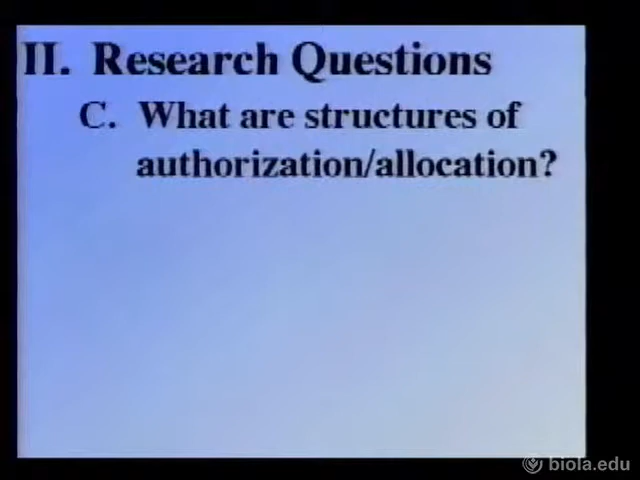 II. Research Questions
C. What are structures of
authorization/allocation?
biola.edu